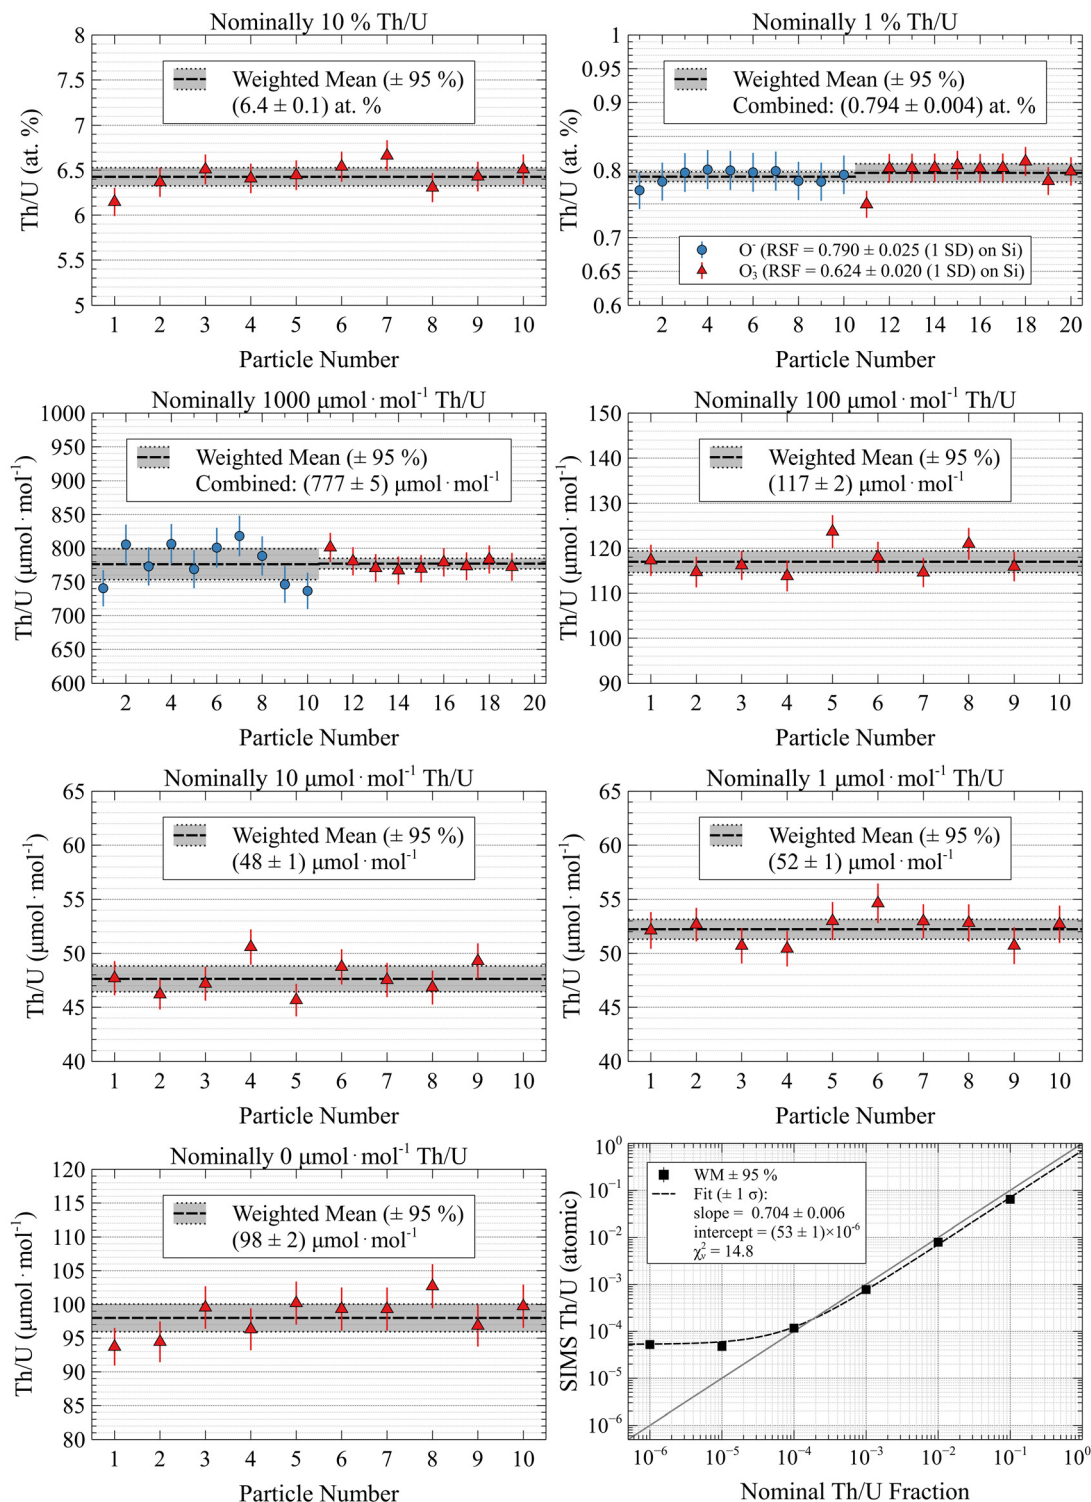 Nominally 10 % Th/U
Th/U (at. %)
8
7.5
7
6.5
6
5.5
5
Weighted Mean (± 95 %)
(6.4 ± 0.1) at. %
1 2 3 4 5 6 7 8 9 10
Particle Number
Nominally 1 % Th/U
Th/U (at. %)
1
0.95
0.9
0.8
0.7
0.65
0.6
Weighted Mean (± 95 %)
Combined: (0.794 ± 0.004) at. %
O⁻ (RSF = 0.790 ± 0.025 (1 SD) on Si)
O₃⁻ (RSF = 0.624 ± 0.020 (1 SD) on Si)
2 4 6 8 10 12 14 16 18 20
Particle Number
Nominally 1000 μmol·mol⁻¹ Th/U
Th/U (μmol·mol⁻¹)
1000
950
900
850
800
750
700
650
600
Weighted Mean (± 95 %)
Combined: (777 ± 5) μmol·mol⁻¹
2 4 6 8 10 12 14 16 18 20
Particle Number
Nominally 100 μmol·mol⁻¹ Th/U
Th/U (μmol·mol⁻¹)
150
140
130
120
110
100
90
Weighted Mean (± 95 %)
(117 ± 2) μmol·mol⁻¹
1 2 3 4 5 6 7 8 9 10
Particle Number
Nominally 10 μmol·mol⁻¹ Th/U
Th/U (μmol·mol⁻¹)
65
60
55
50
45
40
Weighted Mean (± 95 %)
(48 ± 1) μmol·mol⁻¹
1 2 3 4 5 6 7 8 9 10
Particle Number
Nominally 1 μmol·mol⁻¹ Th/U
Th/U (μmol·mol⁻¹)
65
60
55
50
45
40
Weighted Mean (± 95 %)
(52 ± 1) μmol·mol⁻¹
1 2 3 4 5 6 7 8 9 10
Particle Number
Nominally 0 μmol·mol⁻¹ Th/U
Th/U (μmol·mol⁻¹)
120
115
110
105
100
95
90
85
80
Weighted Mean (± 95 %)
(98 ± 2) μmol·mol⁻¹
1 2 3 4 5 6 7 8 9 10
Particle Number
SIMS Th/U (atomic)
10⁰
10⁻¹
10⁻²
10⁻³
10⁻⁴
10⁻⁵
10⁻⁶
WM ± 95 %
Fit (± 1 σ):
slope = 0.704 ± 0.006
intercept = (53 ± 1)×10⁻⁶
χᵥ² = 14.8
10⁻⁶ 10⁻⁵ 10⁻⁴ 10⁻³ 10⁻² 10⁻¹ 10⁰
Nominal Th/U Fraction